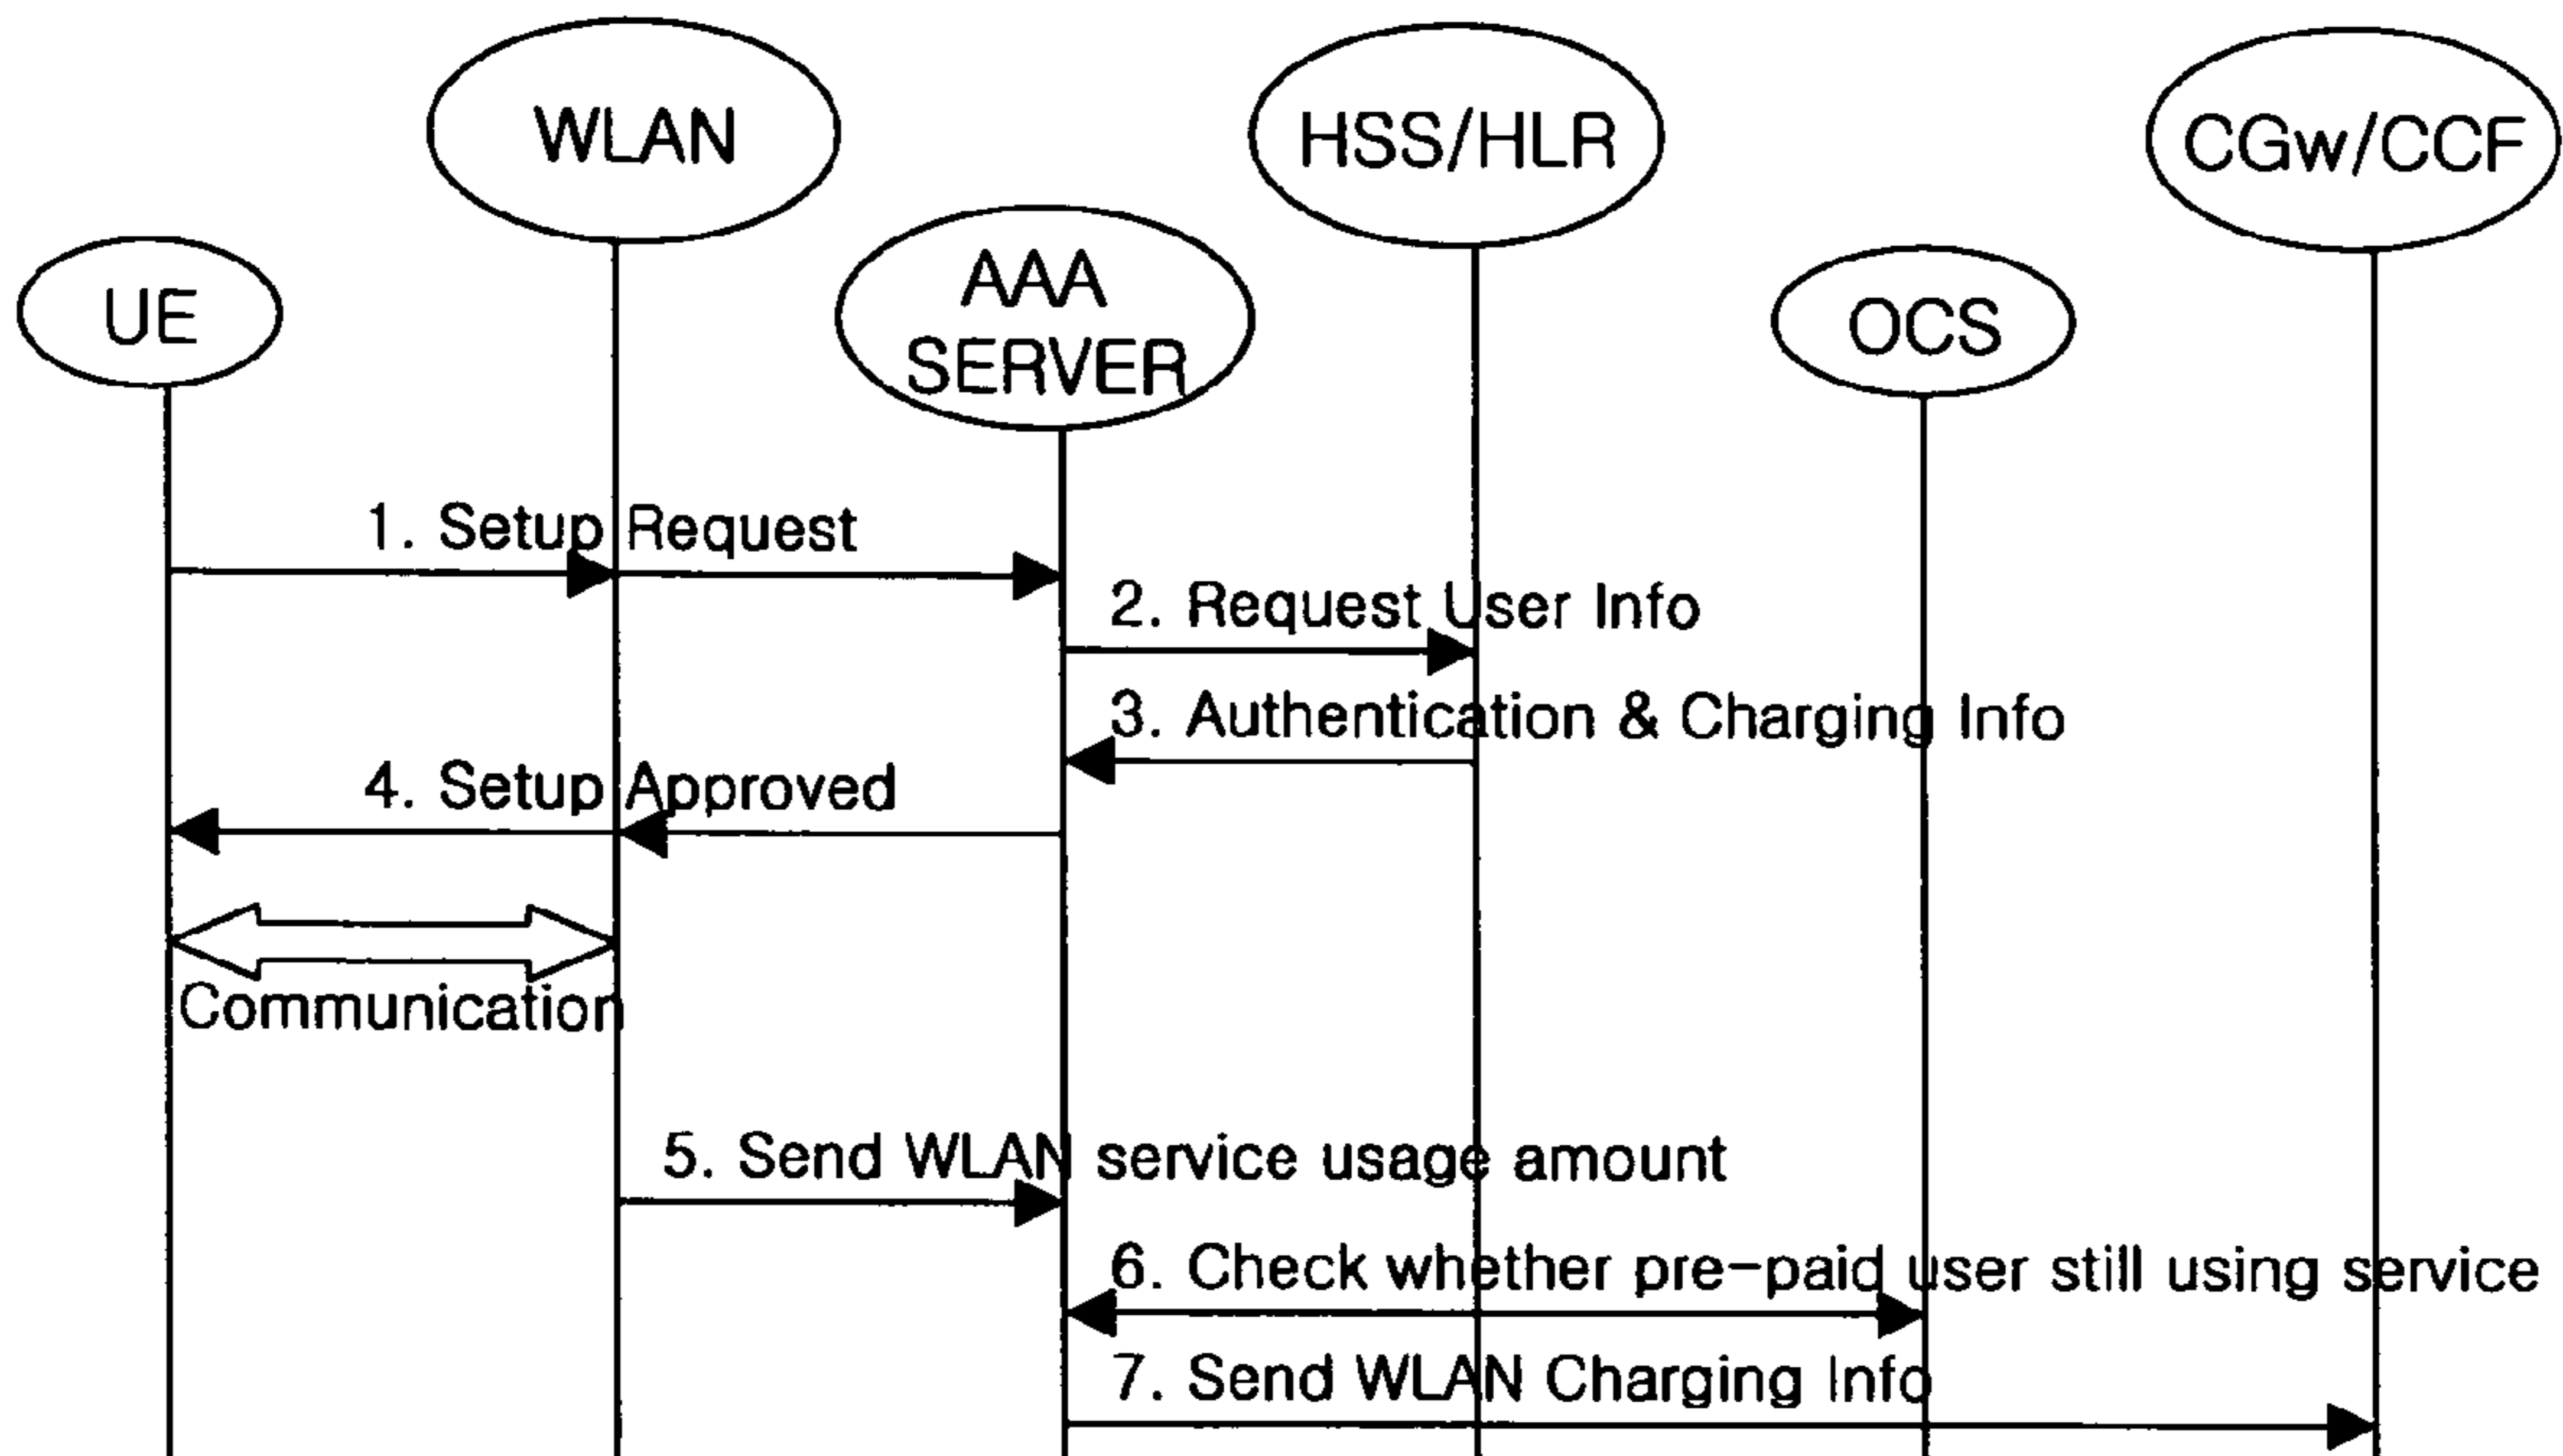 WLAN
HSS/HLR
CGw/CCF
UE
AAA
SERVER
OCS
1. Setup Request
2. Request User Info
3. Authentication & Charging Info
4. Setup Approved
Communication
5. Send WLAN service usage amount
6. Check whether pre-paid user still using service
7. Send WLAN Charging Info